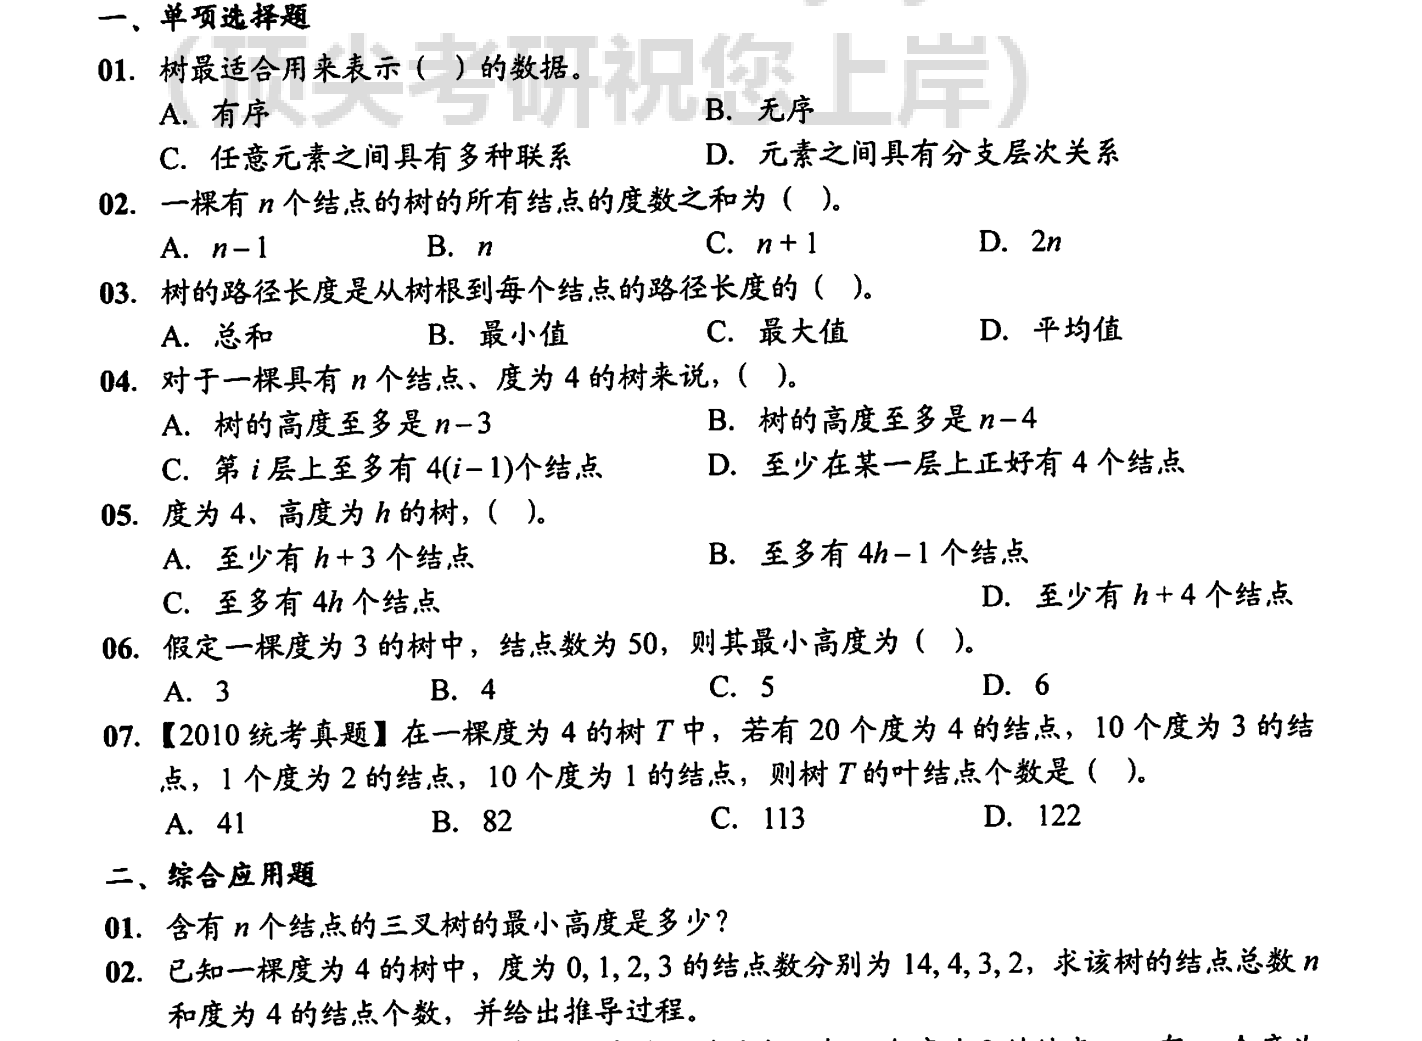 一、单项选择题
(顶尖考研祝您上岸)
01. 树最适合用来表示（ ）的数据。
A. 有序 B. 无序
C. 任意元素之间具有多种联系 D. 元素之间具有分支层次关系
02. 一棵有 n 个结点的树的所有结点的度数之和为（ ）。
A. n−1 B. n C. n+1 D. 2n
03. 树的路径长度是从树根到每个结点的路径长度的（ ）。
A. 总和 B. 最小值 C. 最大值 D. 平均值
04. 对于一棵具有 n 个结点、度为 4 的树来说，（ ）。
A. 树的高度至多是 n−3 B. 树的高度至多是 n−4
C. 第 i 层上至多有 4(i−1)个结点 D. 至少在某一层上正好有 4 个结点
05. 度为 4、高度为 h 的树，（ ）。
A. 至少有 h+3 个结点 B. 至多有 4h−1 个结点
C. 至多有 4h 个结点 D. 至少有 h+4 个结点
06. 假定一棵度为 3 的树中，结点数为 50，则其最小高度为（ ）。
A. 3 B. 4 C. 5 D. 6
07. 【2010 统考真题】在一棵度为 4 的树 T 中，若有 20 个度为 4 的结点，10 个度为 3 的结
点，1 个度为 2 的结点，10 个度为 1 的结点，则树 T 的叶结点个数是（ ）。
A. 41 B. 82 C. 113 D. 122
二、综合应用题
01. 含有 n 个结点的三叉树的最小高度是多少？
02. 已知一棵度为 4 的树中，度为 0, 1, 2, 3 的结点数分别为 14, 4, 3, 2，求该树的结点总数 n
和度为 4 的结点个数，并给出推导过程。